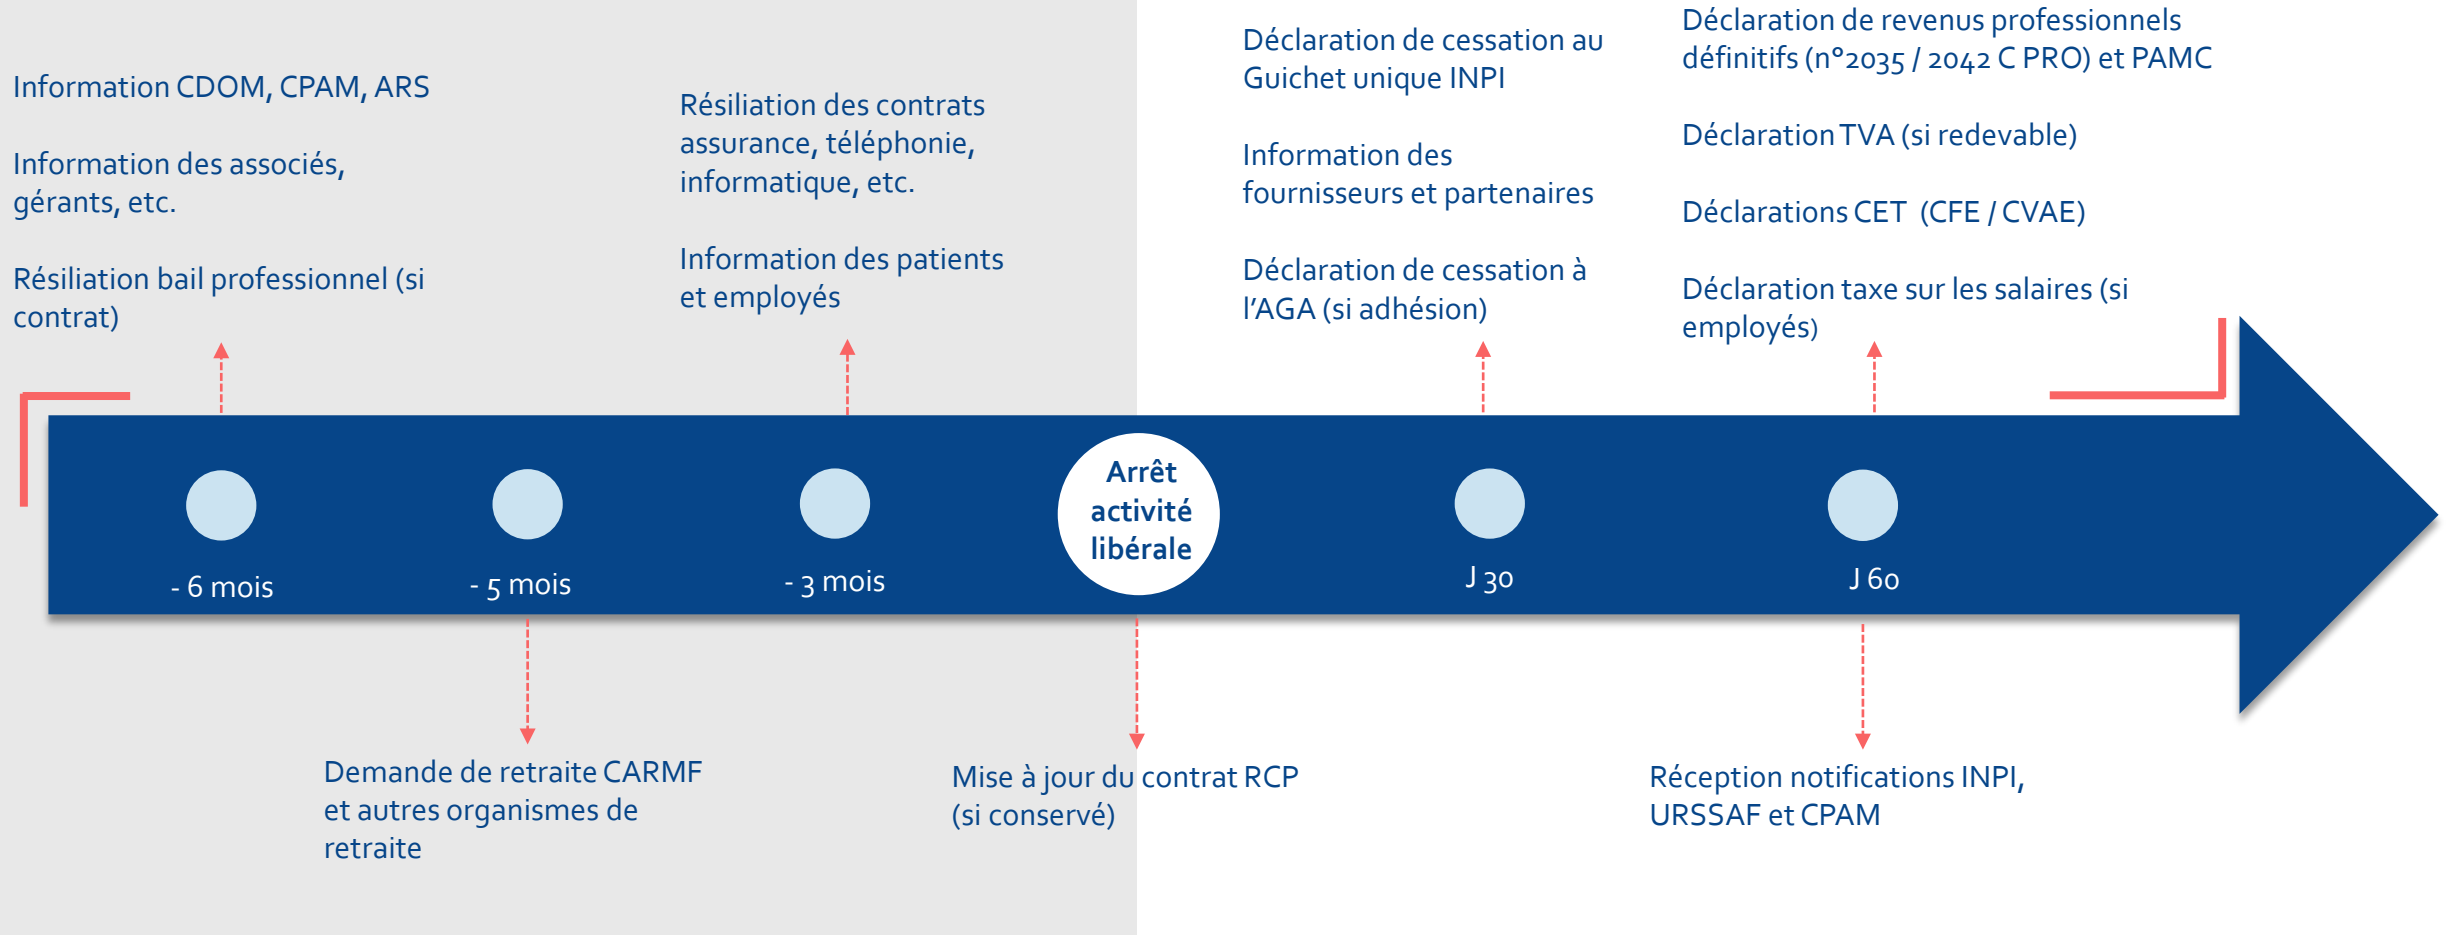 Information CDOM, CPAM, ARS
Information des associés,
gérants, etc.
Résiliation bail professionnel (si
contrat)
Résiliation des contrats
assurance, téléphonie,
informatique, etc.
Information des patients
et employés
Déclaration de cessation au
Guichet unique INPI
Information des
fournisseurs et partenaires
Déclaration de cessation à
l'AGA (si adhésion)
Déclaration de revenus professionnels
définitifs (n°2035 / 2042 C PRO) et PAMC
Déclaration TVA (si redevable)
Déclarations CET (CFE / CVAE)
Déclaration taxe sur les salaires (si
employés)
- 6 mois
- 5 mois
- 3 mois
Arrêt
activité
libérale
J 30
J 60
Demande de retraite CARMF
et autres organismes de
retraite
Mise à jour du contrat RCP
(si conservé)
Réception notifications INPI,
URSSAF et CPAM